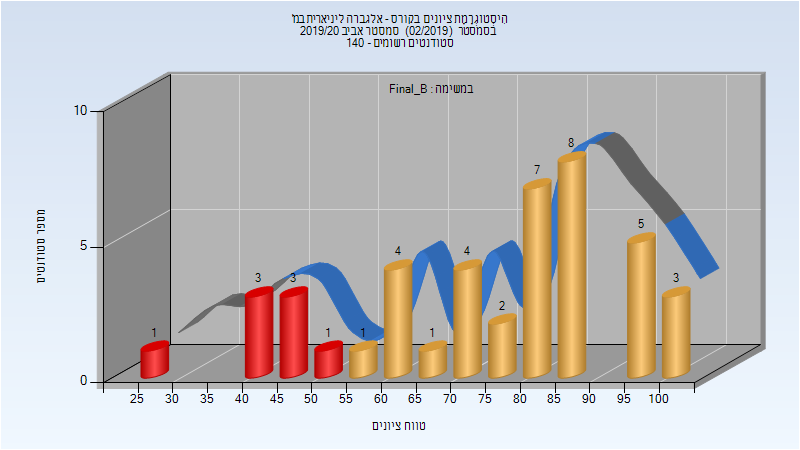 היסטוגרמת ציונים בקורס - אלגברה ליניארית במ'
בסמסטר (02/2019) סמסטר אביב 2019/20
סטודנטים רשומים - 140
במשימה : Final_B
מספר סטודנטים
10
5
0
1
3
3
1
1
4
1
4
2
7
8
5
3
25 30 35 40 45 50 55 60 65 70 75 80 85 90 95 100
טווח ציונים